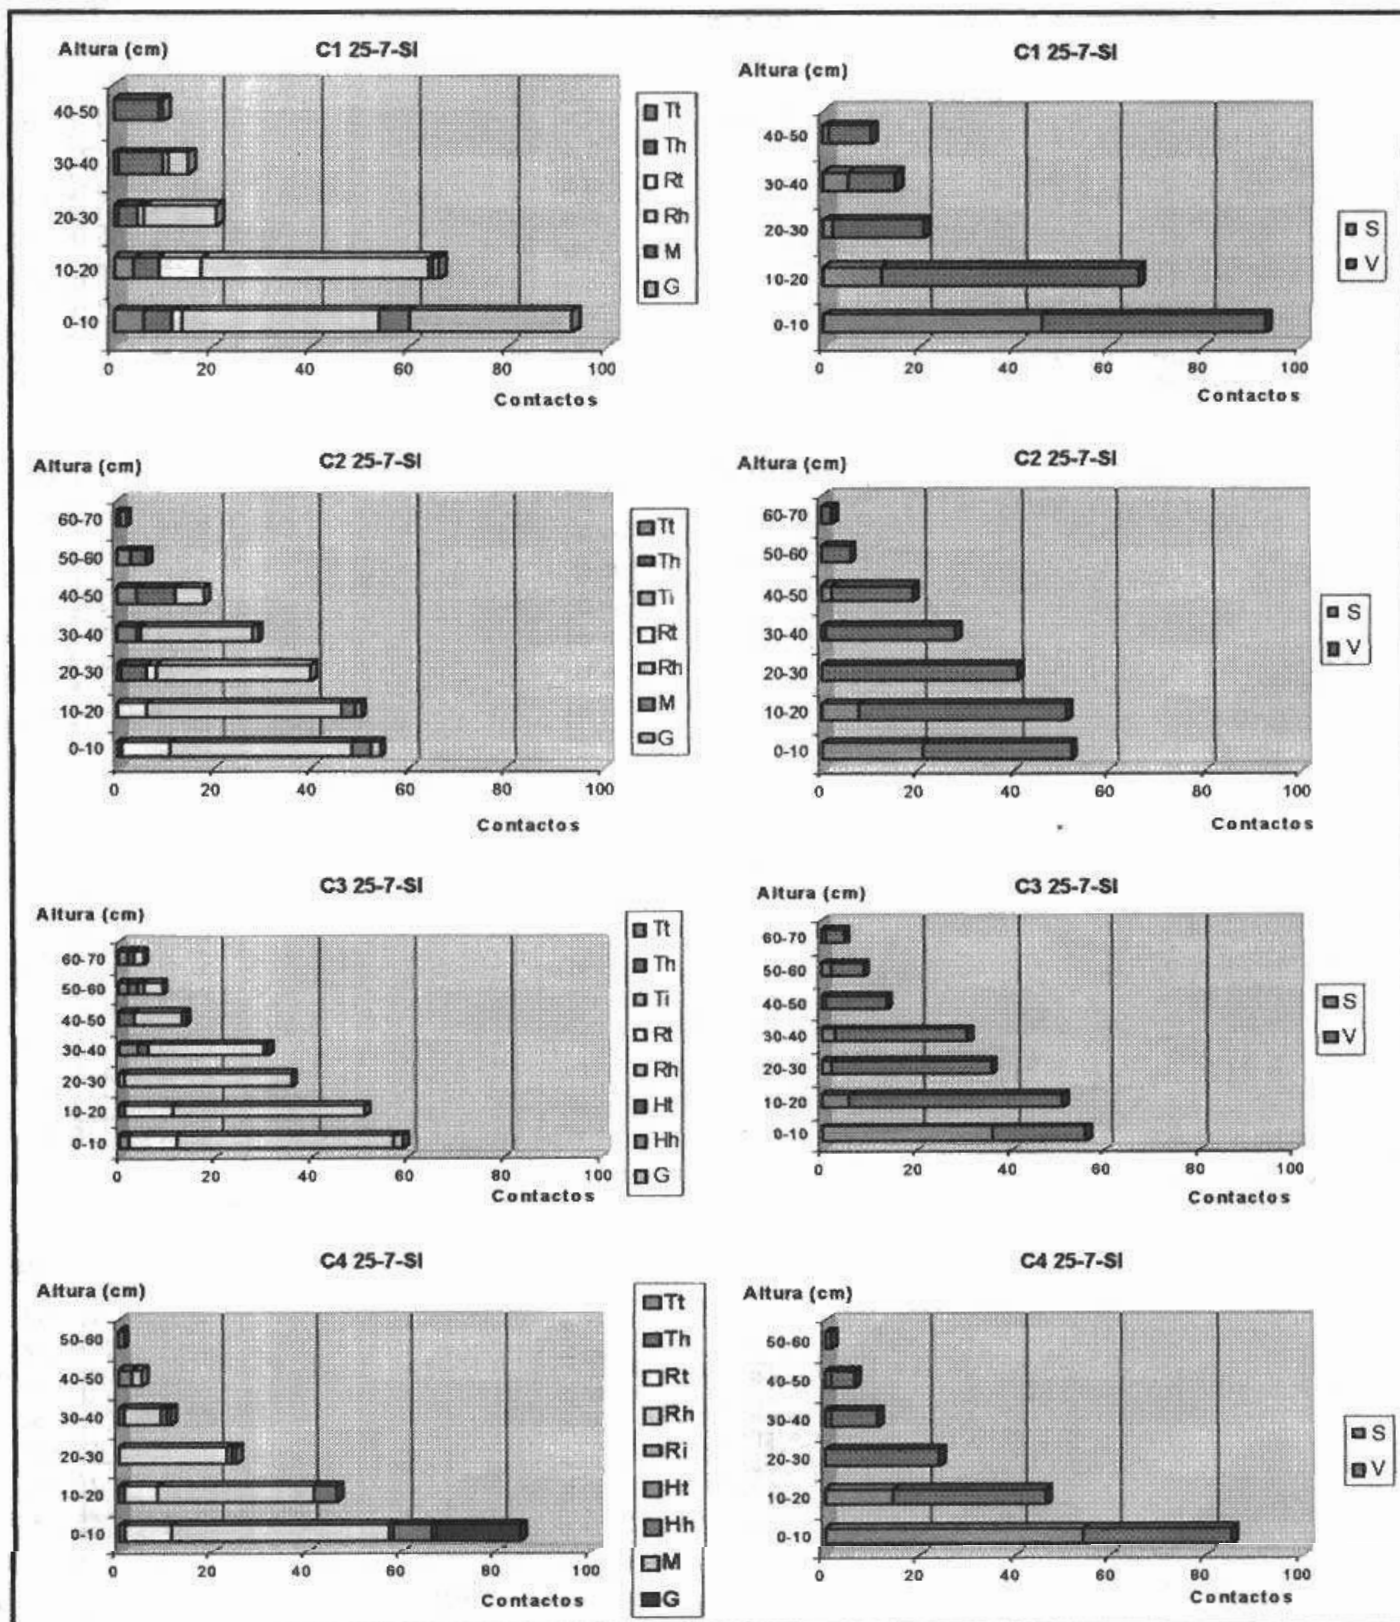 Altura (cm)
C1 25-7-SI
40-50
30-40
20-30
10-20
0-10
0 20 40 60 80 100
Contactos
Tt
Th
Rt
Rh
M
G
Altura (cm)
C1 25-7-SI
40-50
30-40
20-30
10-20
0-10
0 20 40 60 80 100
Contactos
S
V
Altura (cm)
C2 25-7-SI
60-70
50-60
40-50
30-40
20-30
10-20
0-10
0 20 40 60 80 100
Contactos
Tt
Th
Ti
Rt
Rh
M
G
Altura (cm)
C2 25-7-SI
60-70
50-60
40-50
30-40
20-30
10-20
0-10
0 20 40 60 80 100
Contactos
S
V
Altura (cm)
C3 25-7-SI
60-70
50-60
40-50
30-40
20-30
10-20
0-10
0 20 40 60 80 100
Contactos
Tt
Th
Ti
Rt
Rh
Ht
Hh
G
Altura (cm)
C3 25-7-SI
60-70
50-60
40-50
30-40
20-30
10-20
0-10
0 20 40 60 80 100
Contactos
S
V
Altura (cm)
C4 25-7-SI
50-60
40-50
30-40
20-30
10-20
0-10
0 20 40 60 80 100
Contactos
Tt
Th
Rt
Rh
Ri
Ht
Hh
M
G
Altura (cm)
C4 25-7-SI
50-60
40-50
30-40
20-30
10-20
0-10
0 20 40 60 80 100
Contactos
S
V